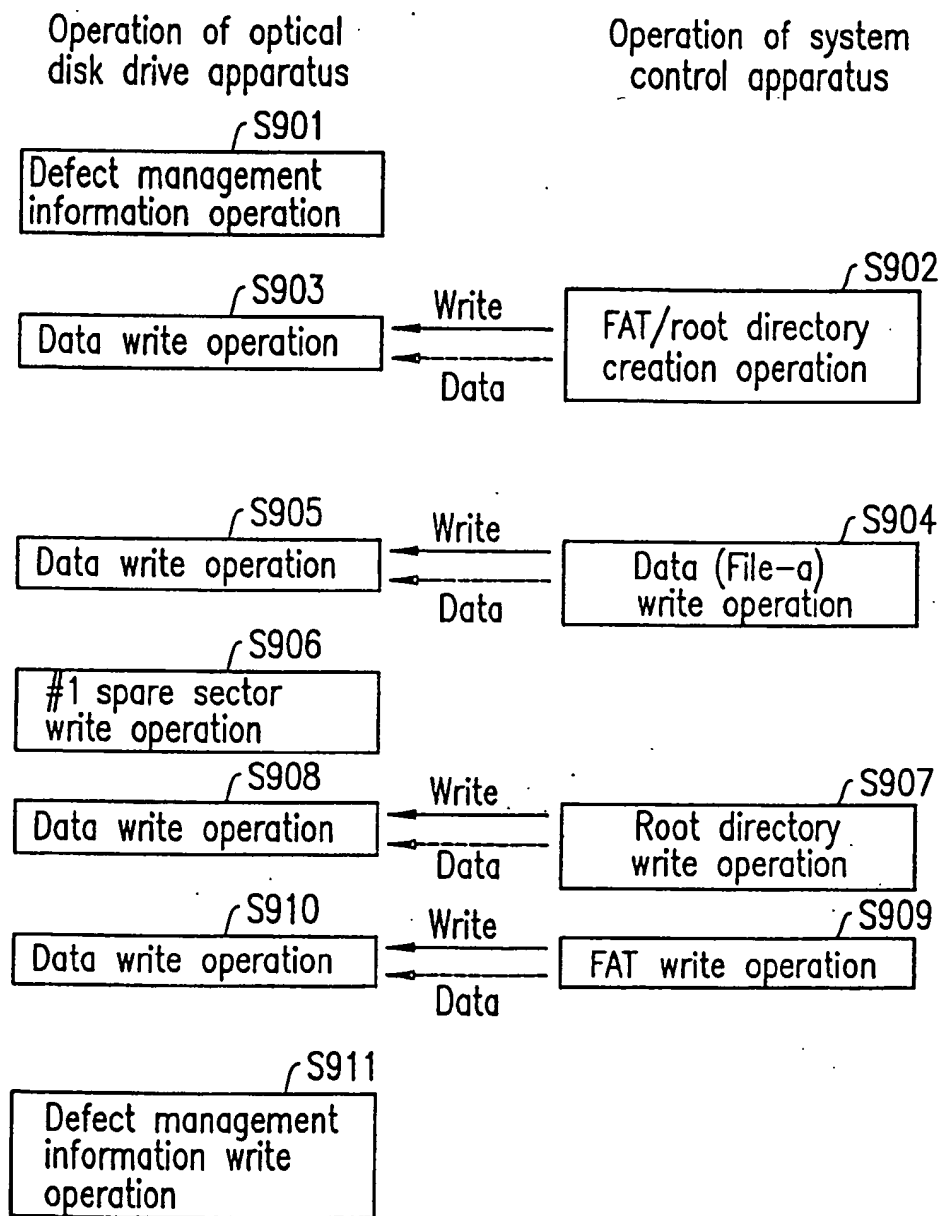 Operation of optical
disk drive apparatus
Operation of system
control apparatus
S901
Defect management
information operation
S902
FAT/root directory
creation operation
S903
Data write operation
Write
Data
S904
Data (File-a)
write operation
S905
Data write operation
Write
Data
S906
#1 spare sector
write operation
S907
Root directory
write operation
S908
Data write operation
Write
Data
S909
FAT write operation
S910
Data write operation
Write
Data
S911
Defect management
information write
operation